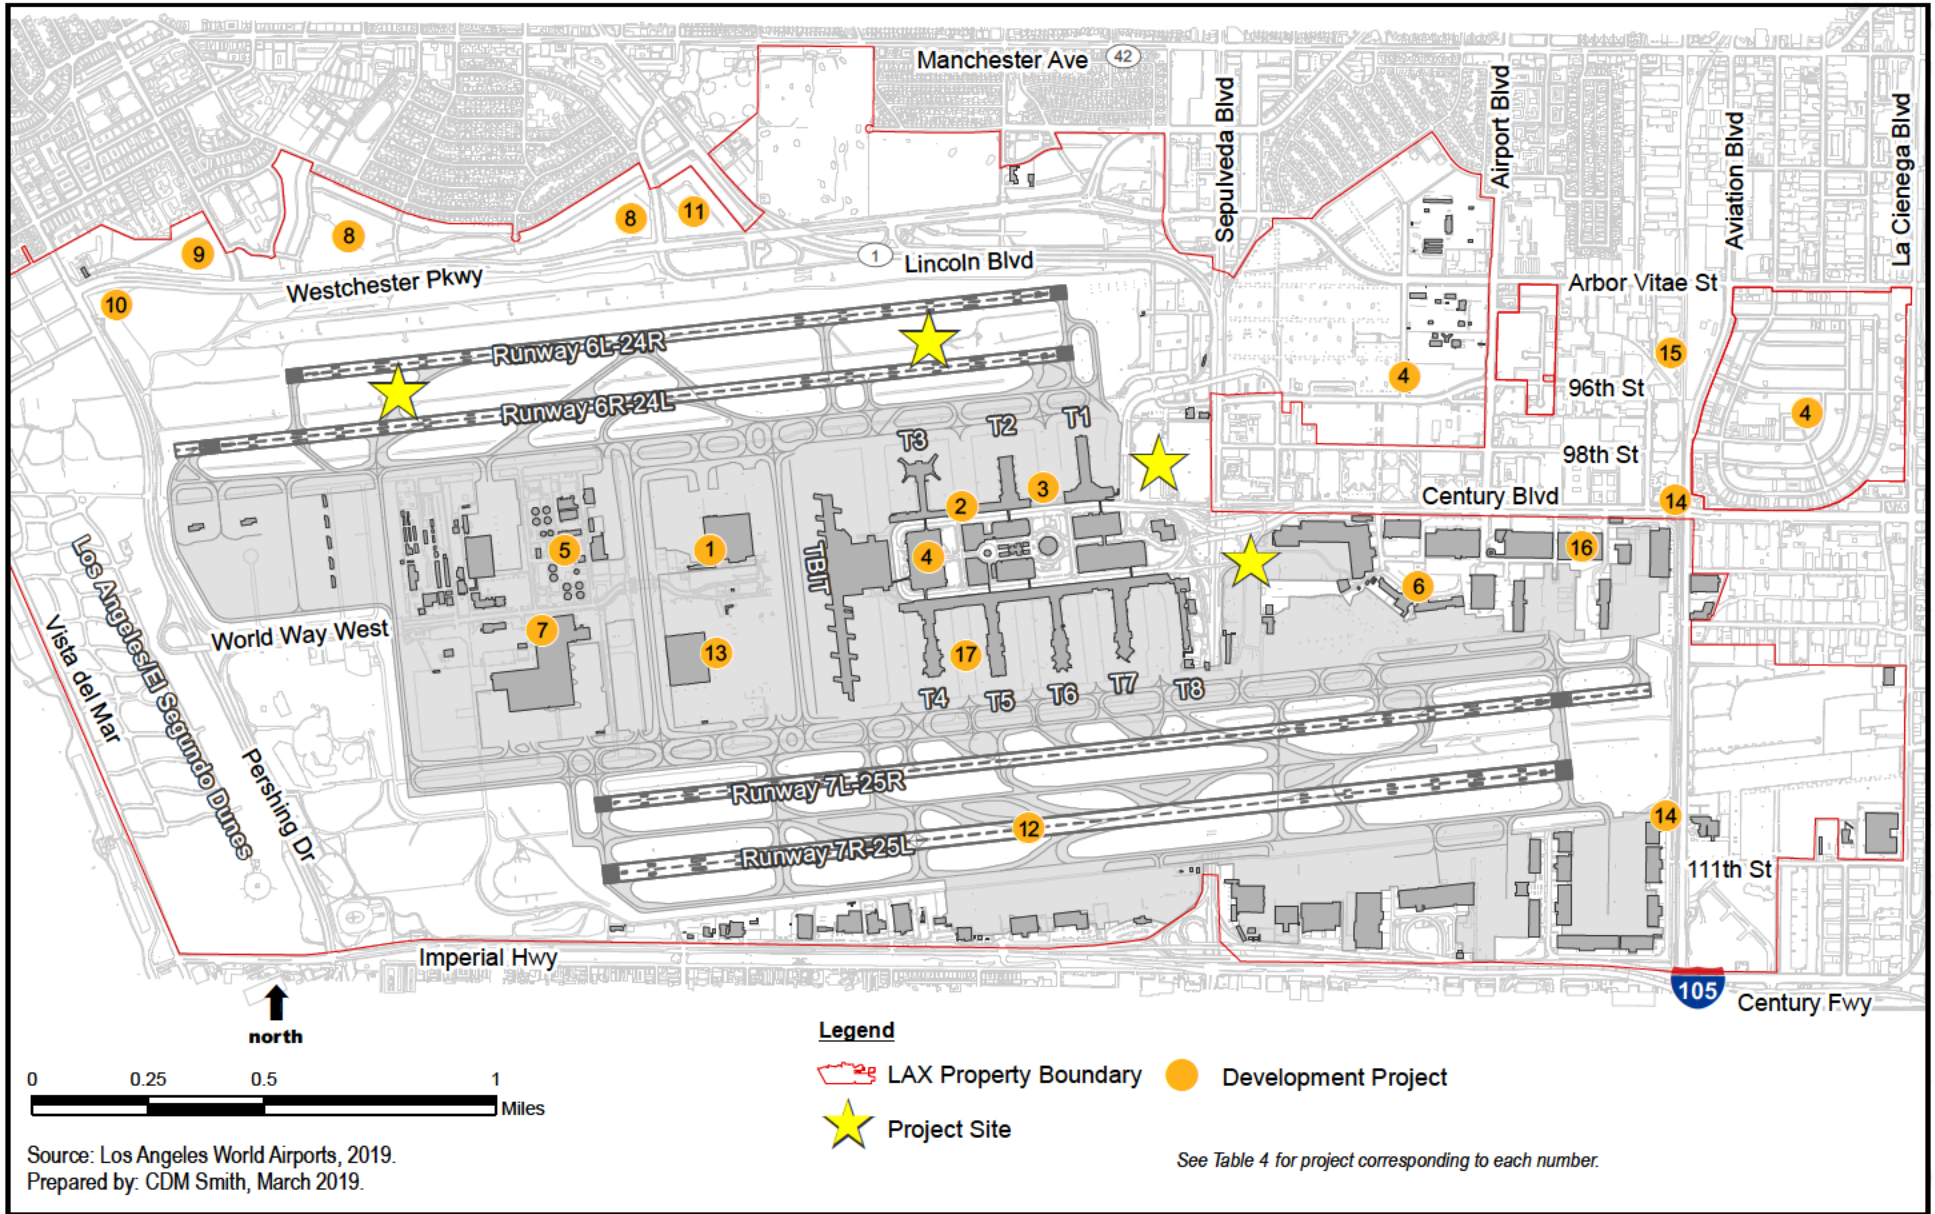 Manchester Ave
42
Sepulveda Blvd
Airport Blvd
Aviation Blvd
La Cienega Blvd
8
11
8
9
1
Lincoln Blvd
Westchester Pkwy
Arbor Vitae St
10
Runway 6L-24R
15
4
96th St
Runway 6R-24L
4
T3
T2
T1
98th St
3
Century Blvd
14
2
5
1
TBIT
4
16
6
Los Angeles/El Segundo Dunes
Vista del Mar
World Way West
7
13
17
T4
T5
T6
T7
T8
Pershing Dr
Runway 7L-25R
12
14
Runway 7R-25L
111th St
Imperial Hwy
105
Century Fwy
north
Legend
LAX Property Boundary
Development Project
Project Site
0 0.25 0.5 1
Miles
Source: Los Angeles World Airports, 2019.
Prepared by: CDM Smith, March 2019.
See Table 4 for project corresponding to each number.